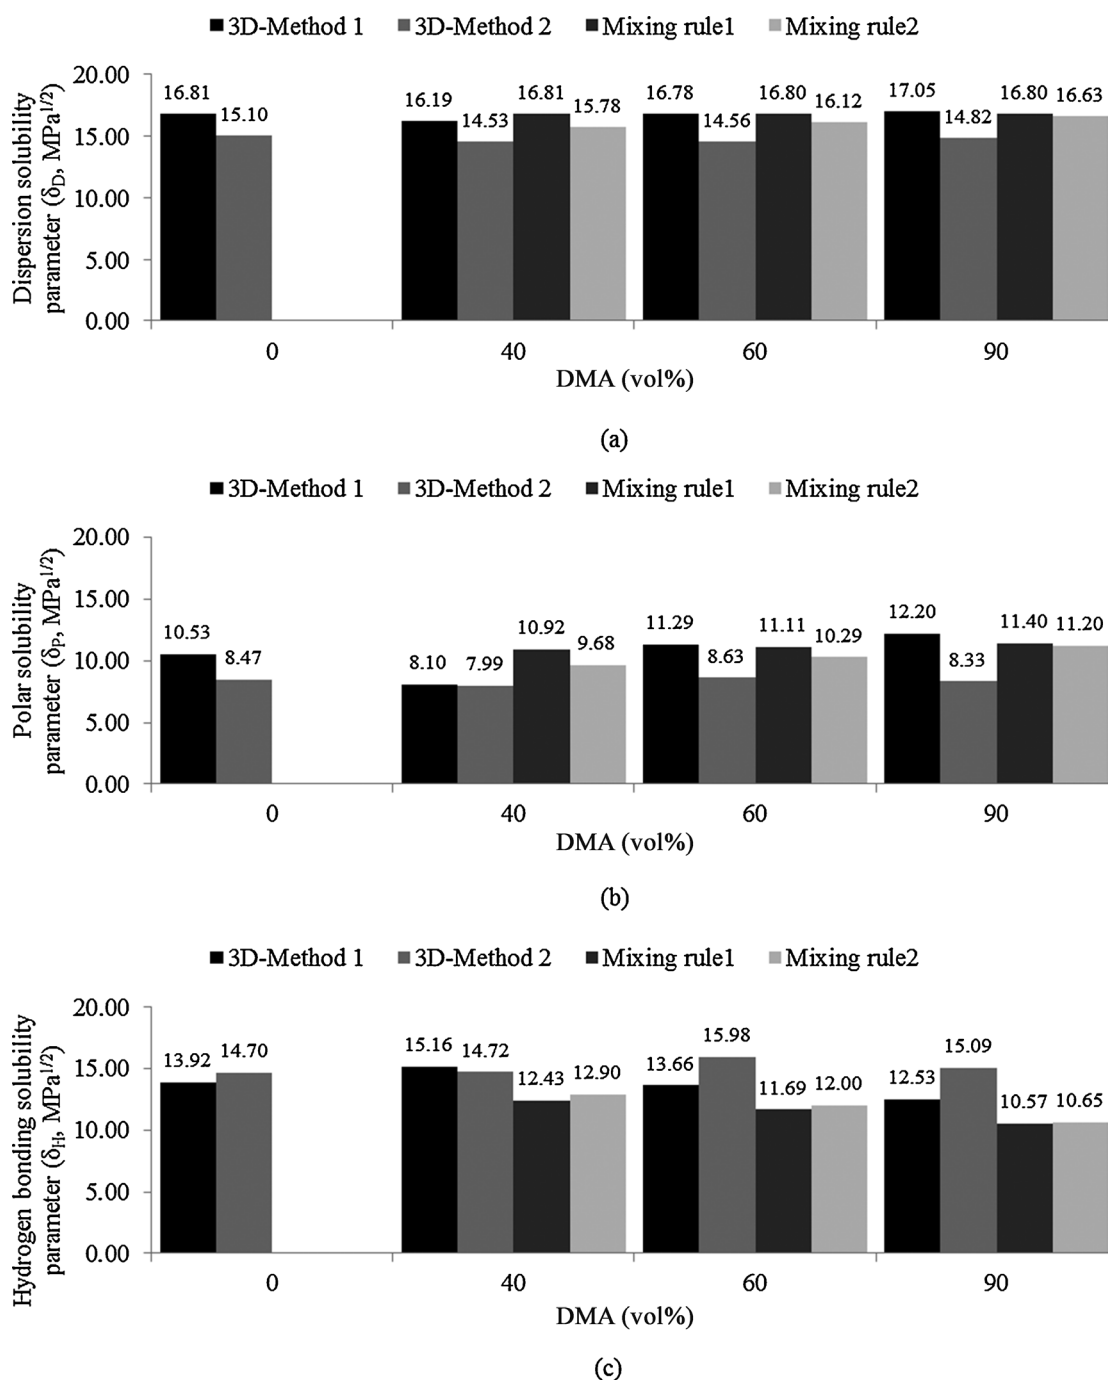 3D-Method 1 3D-Method 2 Mixing rule1 Mixing rule2
Dispersion solubility
parameter (δD, MPa1/2)
20.00
15.00
10.00
5.00
0.00
16.81 15.10 16.19 14.53 16.81 15.78 16.78 14.56 16.80 16.12 17.05 14.82 16.80 16.63
0 40 60 90
DMA (vol%)
(a)
3D-Method 1 3D-Method 2 Mixing rule1 Mixing rule2
Polar solubility
parameter (δP, MPa1/2)
20.00
15.00
10.00
5.00
0.00
10.53 8.47 8.10 7.99 10.92 9.68 11.29 8.63 11.11 10.29 12.20 8.33 11.40 11.20
0 40 60 90
DMA (vol%)
(b)
3D-Method 1 3D-Method 2 Mixing rule1 Mixing rule2
Hydrogen bonding solubility
parameter (δH, MPa1/2)
20.00
15.00
10.00
5.00
0.00
13.92 14.70 15.16 14.72 12.43 12.90 13.66 15.98 11.69 12.00 12.53 15.09 10.57 10.65
0 40 60 90
DMA (vol%)
(c)